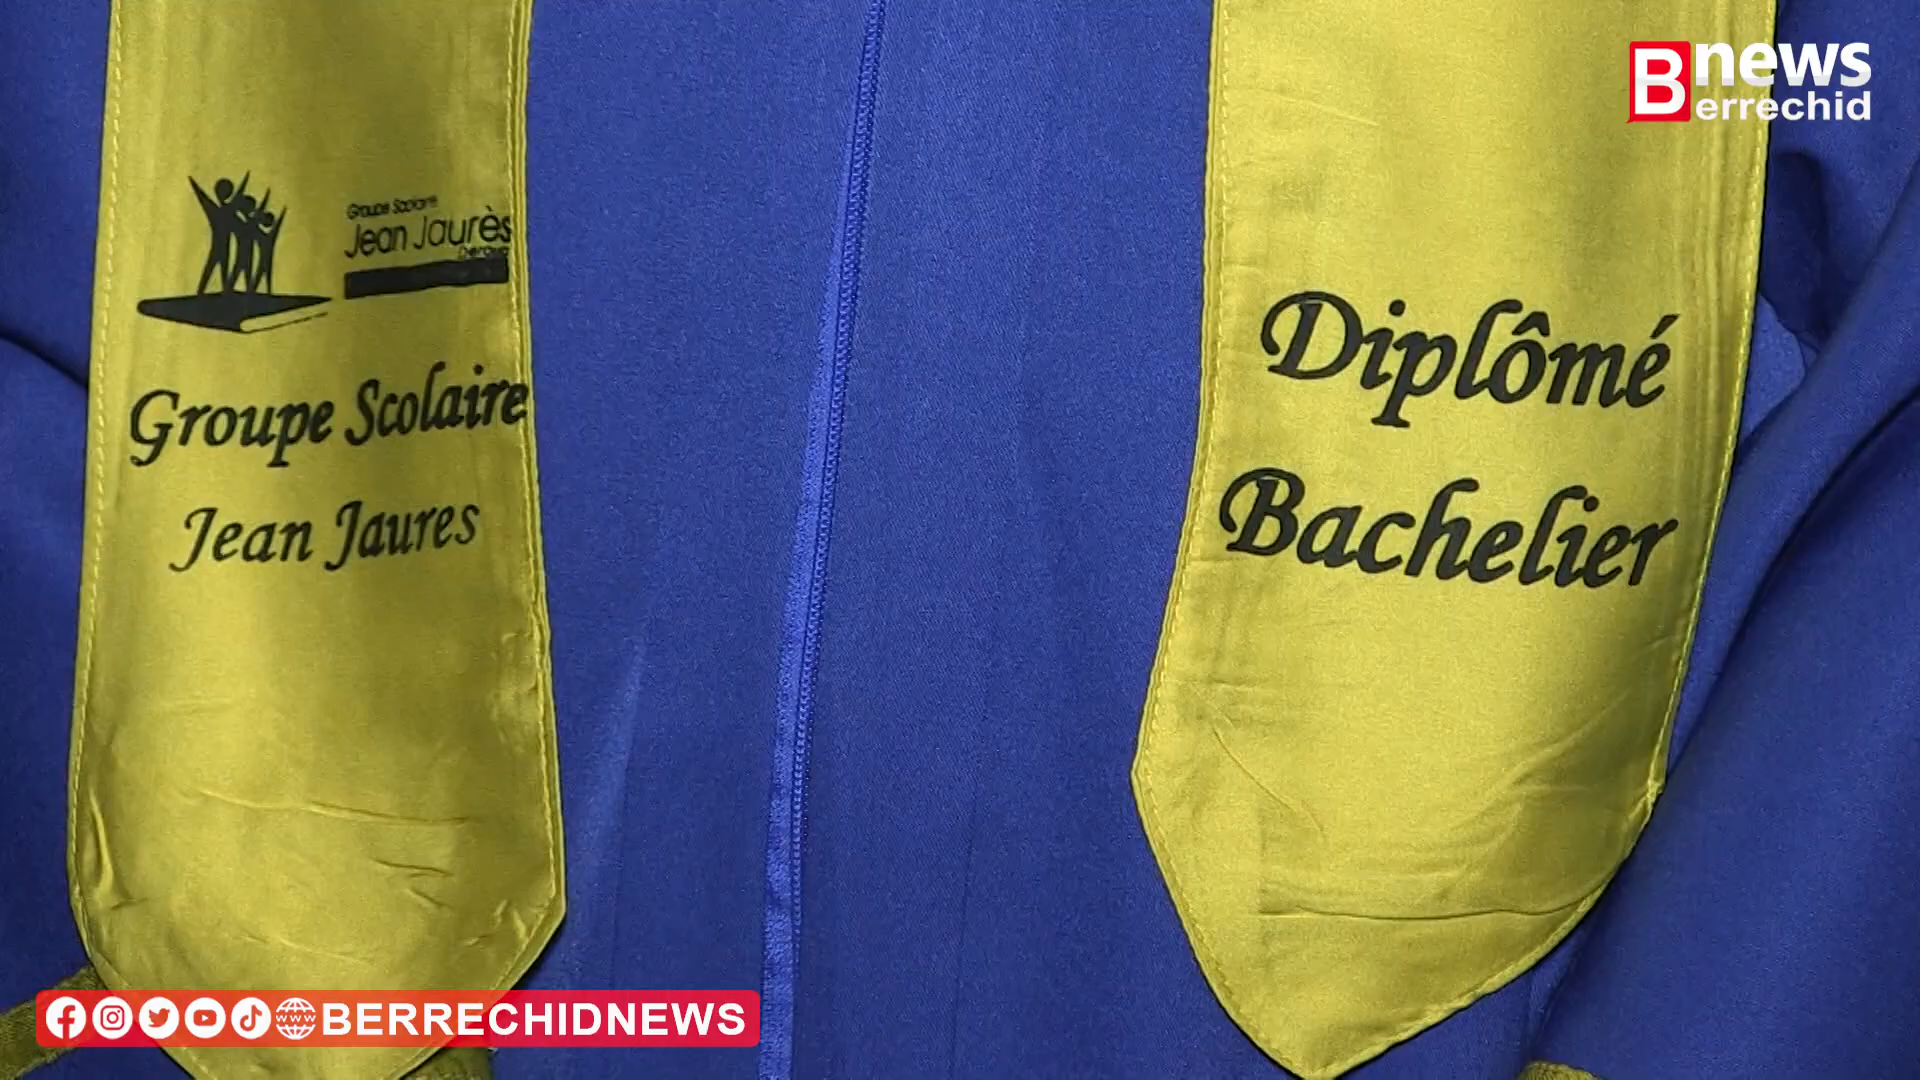 Bnews
Berrechid
Groupe Scolaire
Jean Jaurès
Groupe Scolaire
Jean Jaures
Diplômé
Bachelier
BERRECHIDNEWS